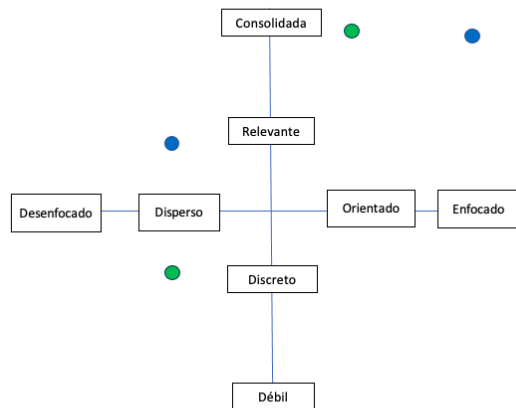 Consolidada
Relevante
Desenfocado
Disperso
Orientado
Enfocado
Discreto
Débil